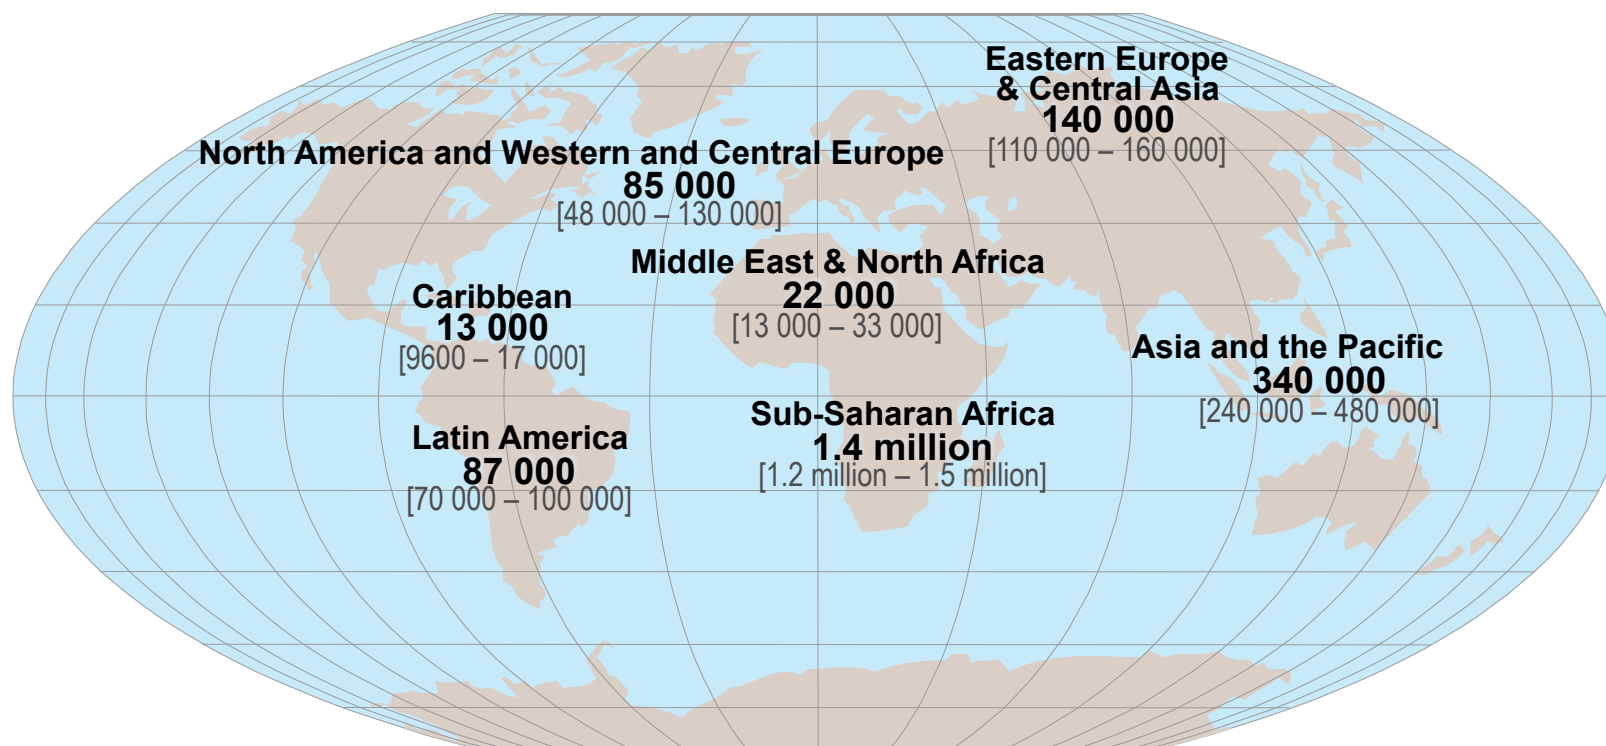 Eastern Europe
& Central Asia
140 000
[110 000 – 160 000]
North America and Western and Central Europe
85 000
[48 000 – 130 000]
Middle East & North Africa
22 000
[13 000 – 33 000]
Caribbean
13 000
[9600 – 17 000]
Asia and the Pacific
340 000
[240 000 – 480 000]
Sub-Saharan Africa
1.4 million
[1.2 million – 1.5 million]
Latin America
87 000
[70 000 – 100 000]